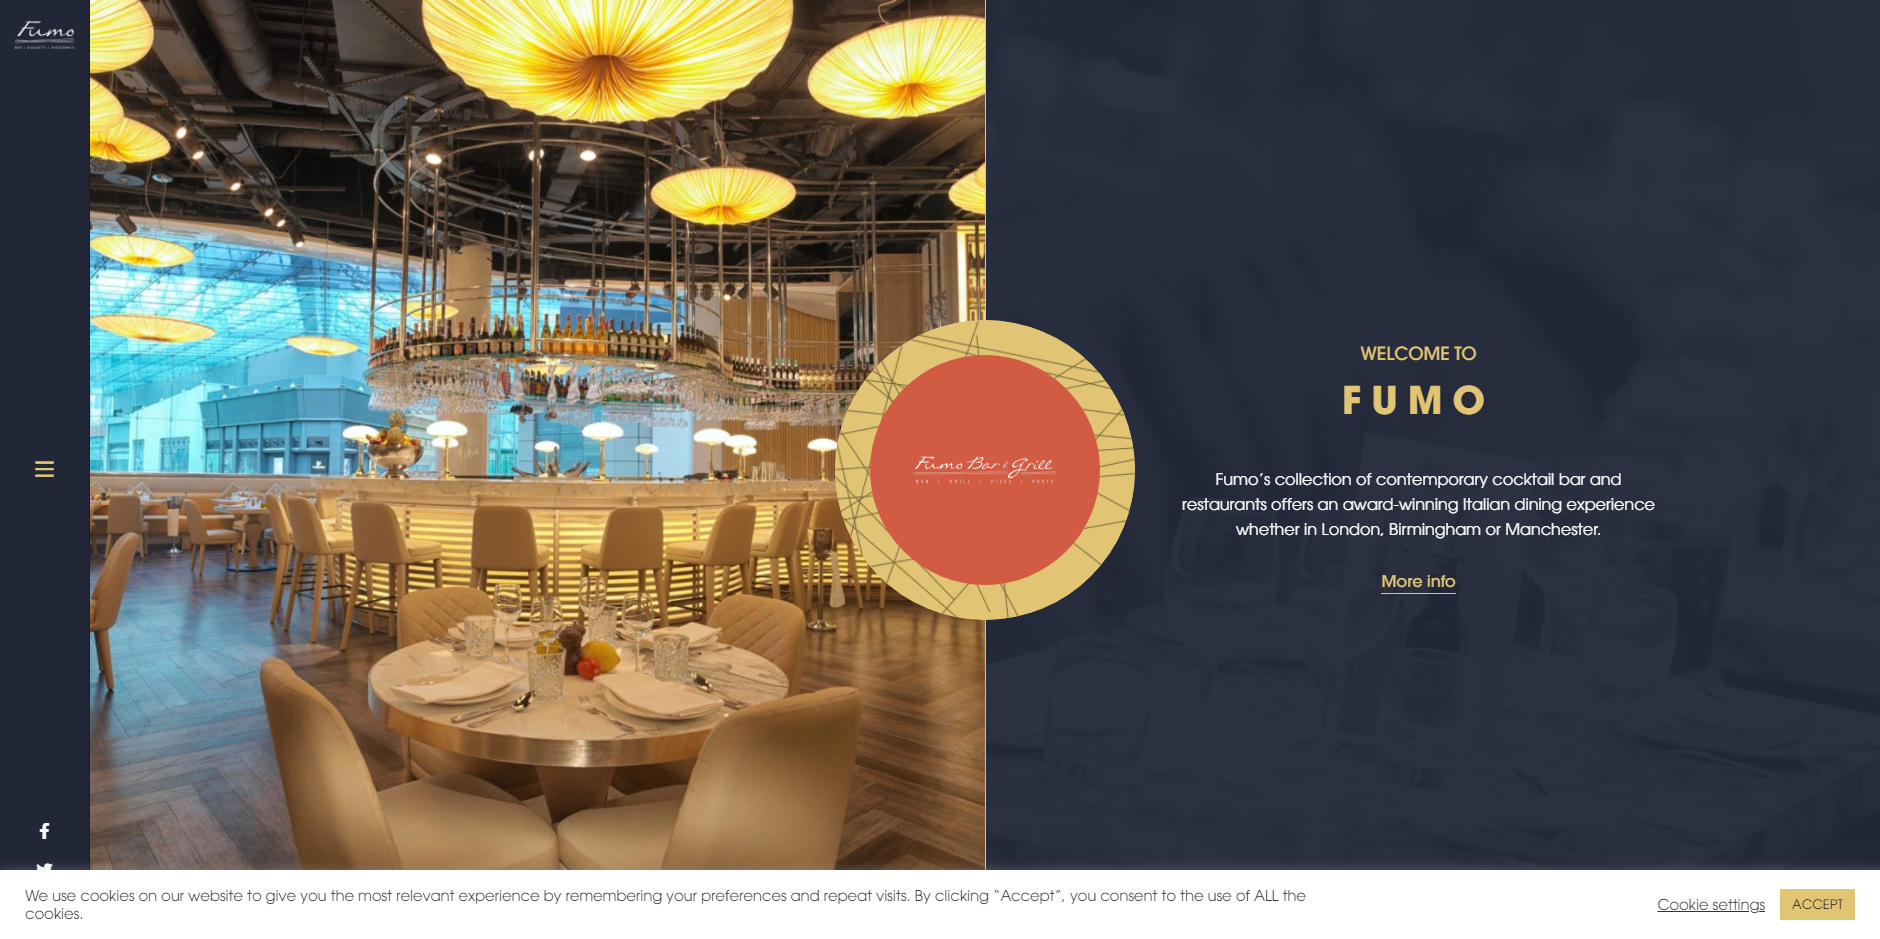 Fumo
BAR | CICCHETTI | RISTORANTE
Fumo Bar & Grill
BAR | GRILL | PIZZA | PASTA
WELCOME TO
FUMO
Fumo’s collection of contemporary cocktail bar and
restaurants offers an award-winning Italian dining experience
whether in London, Birmingham or Manchester.
More info
We use cookies on our website to give you the most relevant experience by remembering your preferences and repeat visits. By clicking “Accept”, you consent to the use of ALL the
cookies.
Cookie settings
ACCEPT